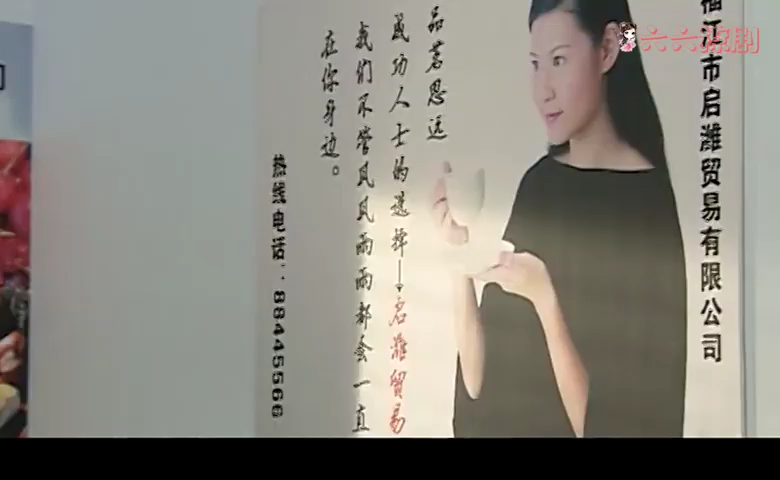 六六凉剧
福江市启潍贸易有限公司
品茗思远
成功人士的选择——启潍贸易
我们不管风风雨雨都会一直
在你身边。
热线电话：88445566